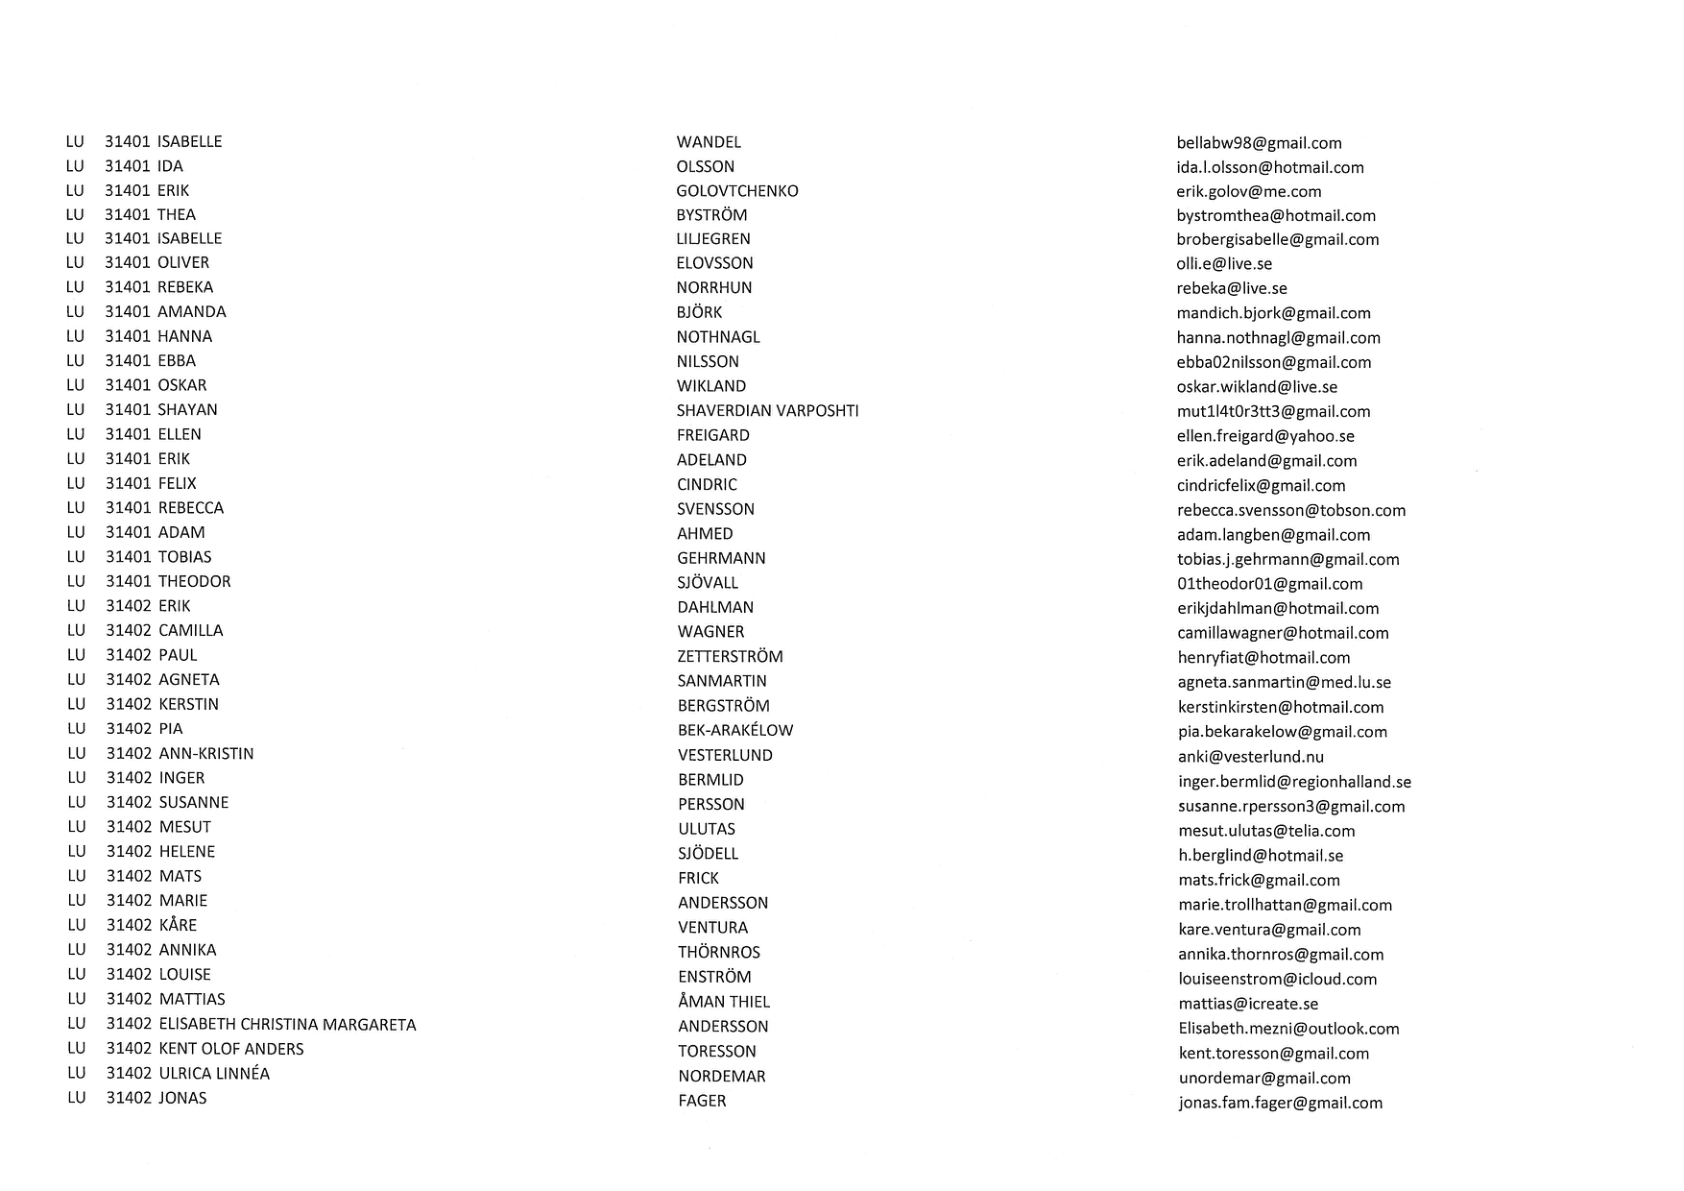 LU 31401 ISABELLE WANDEL bellabw98@gmail.com
LU 31401 IDA OLSSON ida.l.olsson@hotmail.com
LU 31401 ERIK GOLOVTCHENKO erik.golov@me.com
LU 31401 THEA BYSTRÖM bystromthea@hotmail.com
LU 31401 ISABELLE LILJEGREN brobergisabelle@gmail.com
LU 31401 OLIVER ELOVSSON olli.e@live.se
LU 31401 REBEKA NORRHUN rebeka@live.se
LU 31401 AMANDA BJÖRK mandich.bjork@gmail.com
LU 31401 HANNA NOTHNAGL hanna.nothnagl@gmail.com
LU 31401 EBBA NILSSON ebba02nilsson@gmail.com
LU 31401 OSKAR WIKLAND oskar.wikland@live.se
LU 31401 SHAYAN SHAVERDIAN VARPOSHTI mut1l4t0r3tt3@gmail.com
LU 31401 ELLEN FREIGARD ellen.freigard@yahoo.se
LU 31401 ERIK ADELAND erik.adeland@gmail.com
LU 31401 FELIX CINDRIC cindricfelix@gmail.com
LU 31401 REBECCA SVENSSON rebecca.svensson@tobson.com
LU 31401 ADAM AHMED adam.langben@gmail.com
LU 31401 TOBIAS GEHRMANN tobias.j.gehrmann@gmail.com
LU 31401 THEODOR SJÖVALL 01theodor01@gmail.com
LU 31402 ERIK DAHLMAN erikjdahlman@hotmail.com
LU 31402 CAMILLA WAGNER camillawagner@hotmail.com
LU 31402 PAUL ZETTERSTRÖM henryfiat@hotmail.com
LU 31402 AGNETA SANMARTIN agneta.sanmartin@med.lu.se
LU 31402 KERSTIN BERGSTRÖM kerstinkirsten@hotmail.com
LU 31402 PIA BEK-ARAKÉLOW pia.bekarakelow@gmail.com
LU 31402 ANN-KRISTIN VESTERLUND anki@vesterlund.nu
LU 31402 INGER BERMLID inger.bermlid@regionhalland.se
LU 31402 SUSANNE PERSSON susanne.rpersson3@gmail.com
LU 31402 MESUT ULUTAS mesut.ulutas@telia.com
LU 31402 HELENE SJÖDELL h.berglind@hotmail.se
LU 31402 MATS FRICK mats.frick@gmail.com
LU 31402 MARIE ANDERSSON marie.trollhattan@gmail.com
LU 31402 KÅRE VENTURA kare.ventura@gmail.com
LU 31402 ANNIKA THÖRNROS annika.thornros@gmail.com
LU 31402 LOUISE ENSTRÖM louiseenstrom@icloud.com
LU 31402 MATTIAS ÅMAN THIEL mattias@icreate.se
LU 31402 ELISABETH CHRISTINA MARGARETA ANDERSSON Elisabeth.mezni@outlook.com
LU 31402 KENT OLOF ANDERS TORESSON kent.toresson@gmail.com
LU 31402 ULRICA LINNÉA NORDEMAR unordemar@gmail.com
LU 31402 JONAS FAGER jonas.fam.fager@gmail.com